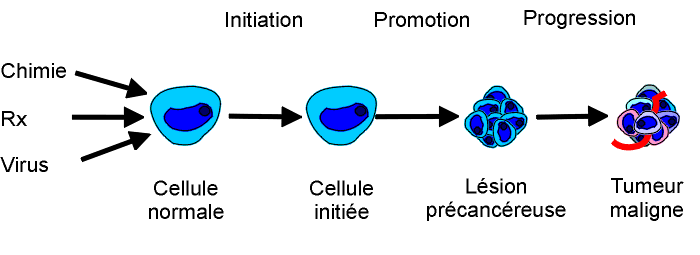 Initiation
Promotion
Progression
Chimie
Rx
Virus
Cellule
normale
Cellule
initiée
Lésion
précancéreuse
Tumeur
maligne